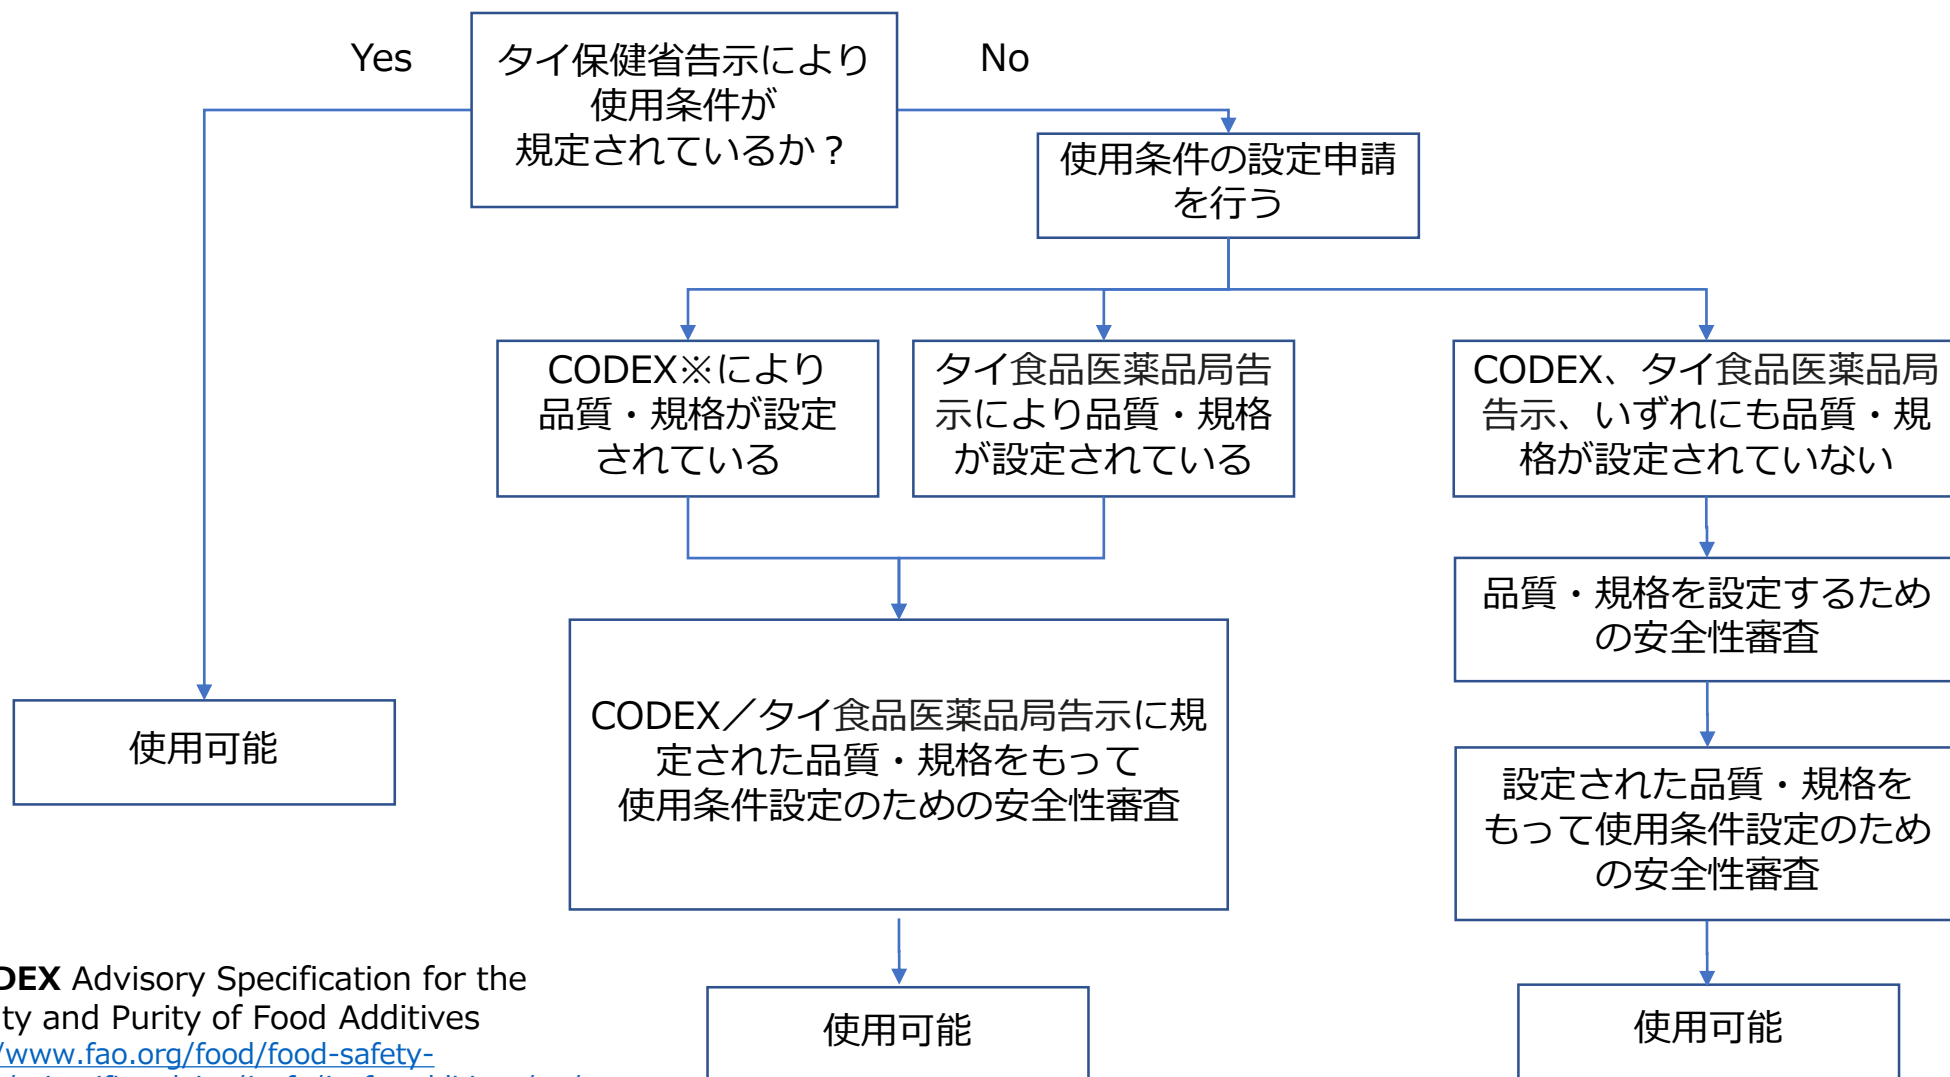 Yes
タイ保健省告示により
使用条件が
規定されているか？
No
使用条件の設定申請
を行う
CODEX※により
品質・規格が設定
されている
タイ食品医薬品局告
示により品質・規格
が設定されている
CODEX、タイ食品医薬品局
告示、いずれにも品質・規
格が設定されていない
品質・規格を設定するため
の安全性審査
使用可能
CODEX／タイ食品医薬品局告示に規
定された品質・規格をもって
使用条件設定のための安全性審査
設定された品質・規格を
もって使用条件設定のため
の安全性審査
使用可能
使用可能
DEX Advisory Specification for the
ty and Purity of Food Additives
/www.fao.org/food/food-safety-